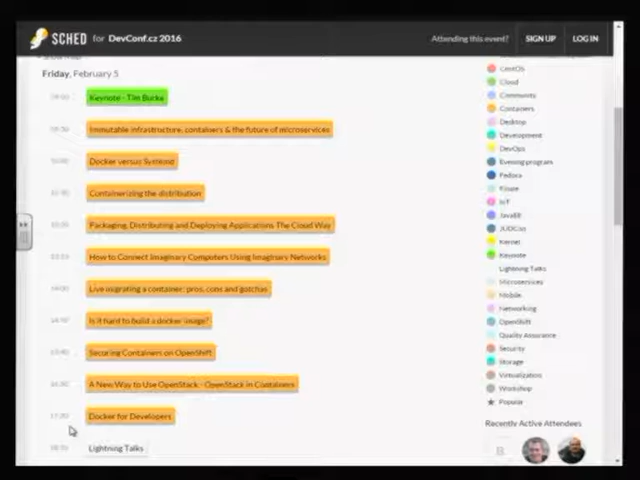 SCHED for DevConf.cz 2016
Attending this event?
SIGN UP
LOG IN
Friday, February 5
Keynote - Tim Burke
Immutable infrastructure, containers & the future of microservices
Docker versus Systemd
Containerizing the distribution
Packaging, Distributing and Deploying Applications The Cloud Way
How to Connect Imaginary Computers Using Imaginary Networks
Live migrating a container: pros, cons and gotchas
Is it hard to build a docker image?
Securing Containers on OpenShift
A New Way to Use OpenStack - OpenStack in Containers
17:20
Docker for Developers
Lightning Talks
CentOS
Cloud
Community
Containers
Desktop
Development
DevOps
Evening program
Fedora
IoT
JavaEE
JUDCon
Kernel
Keynote
Lightning Talks
Microservices
Mobile
Networking
OpenShift
Quality Assurance
Security
Storage
Virtualization
Workshop
Popular
Recently Active Attendees
B